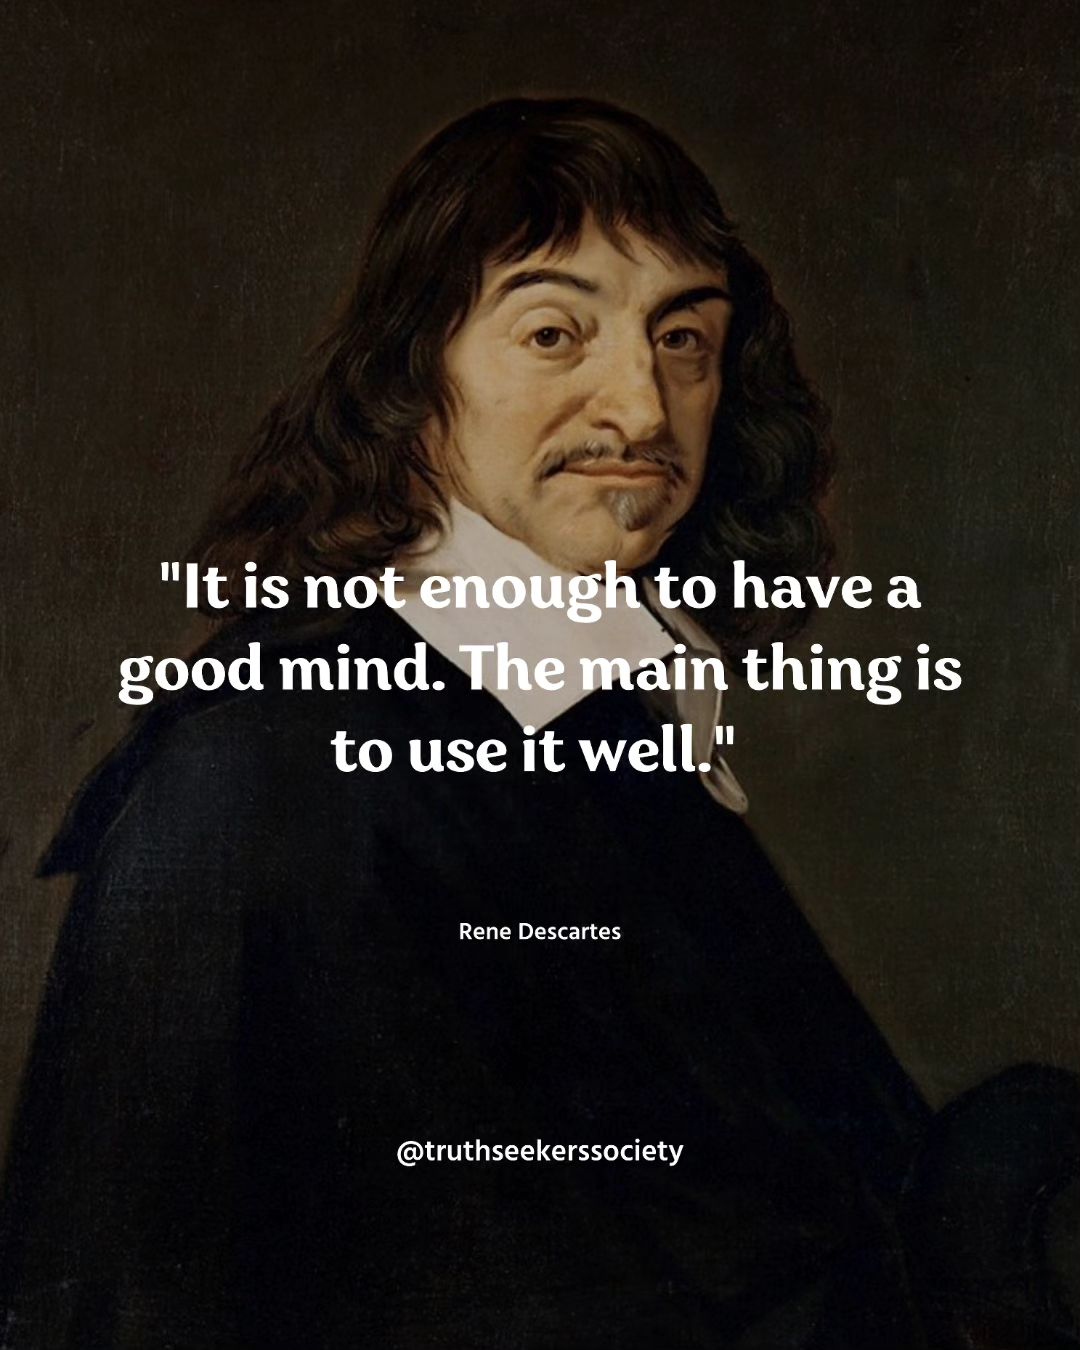 "It is not enough to have a
good mind. The main thing is
to use it well."
Rene Descartes
@truthseekerssociety